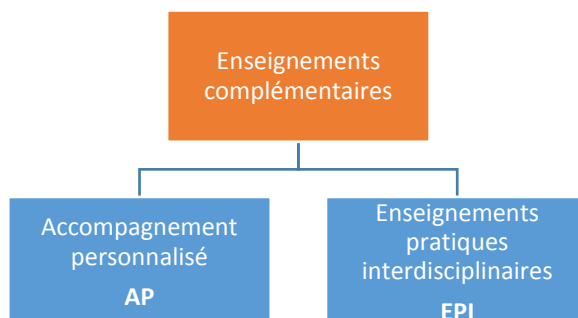 Enseignements
complémentaires
Accompagnement
personnalisé
AP
Enseignements
pratiques
interdisciplinaires
EPI